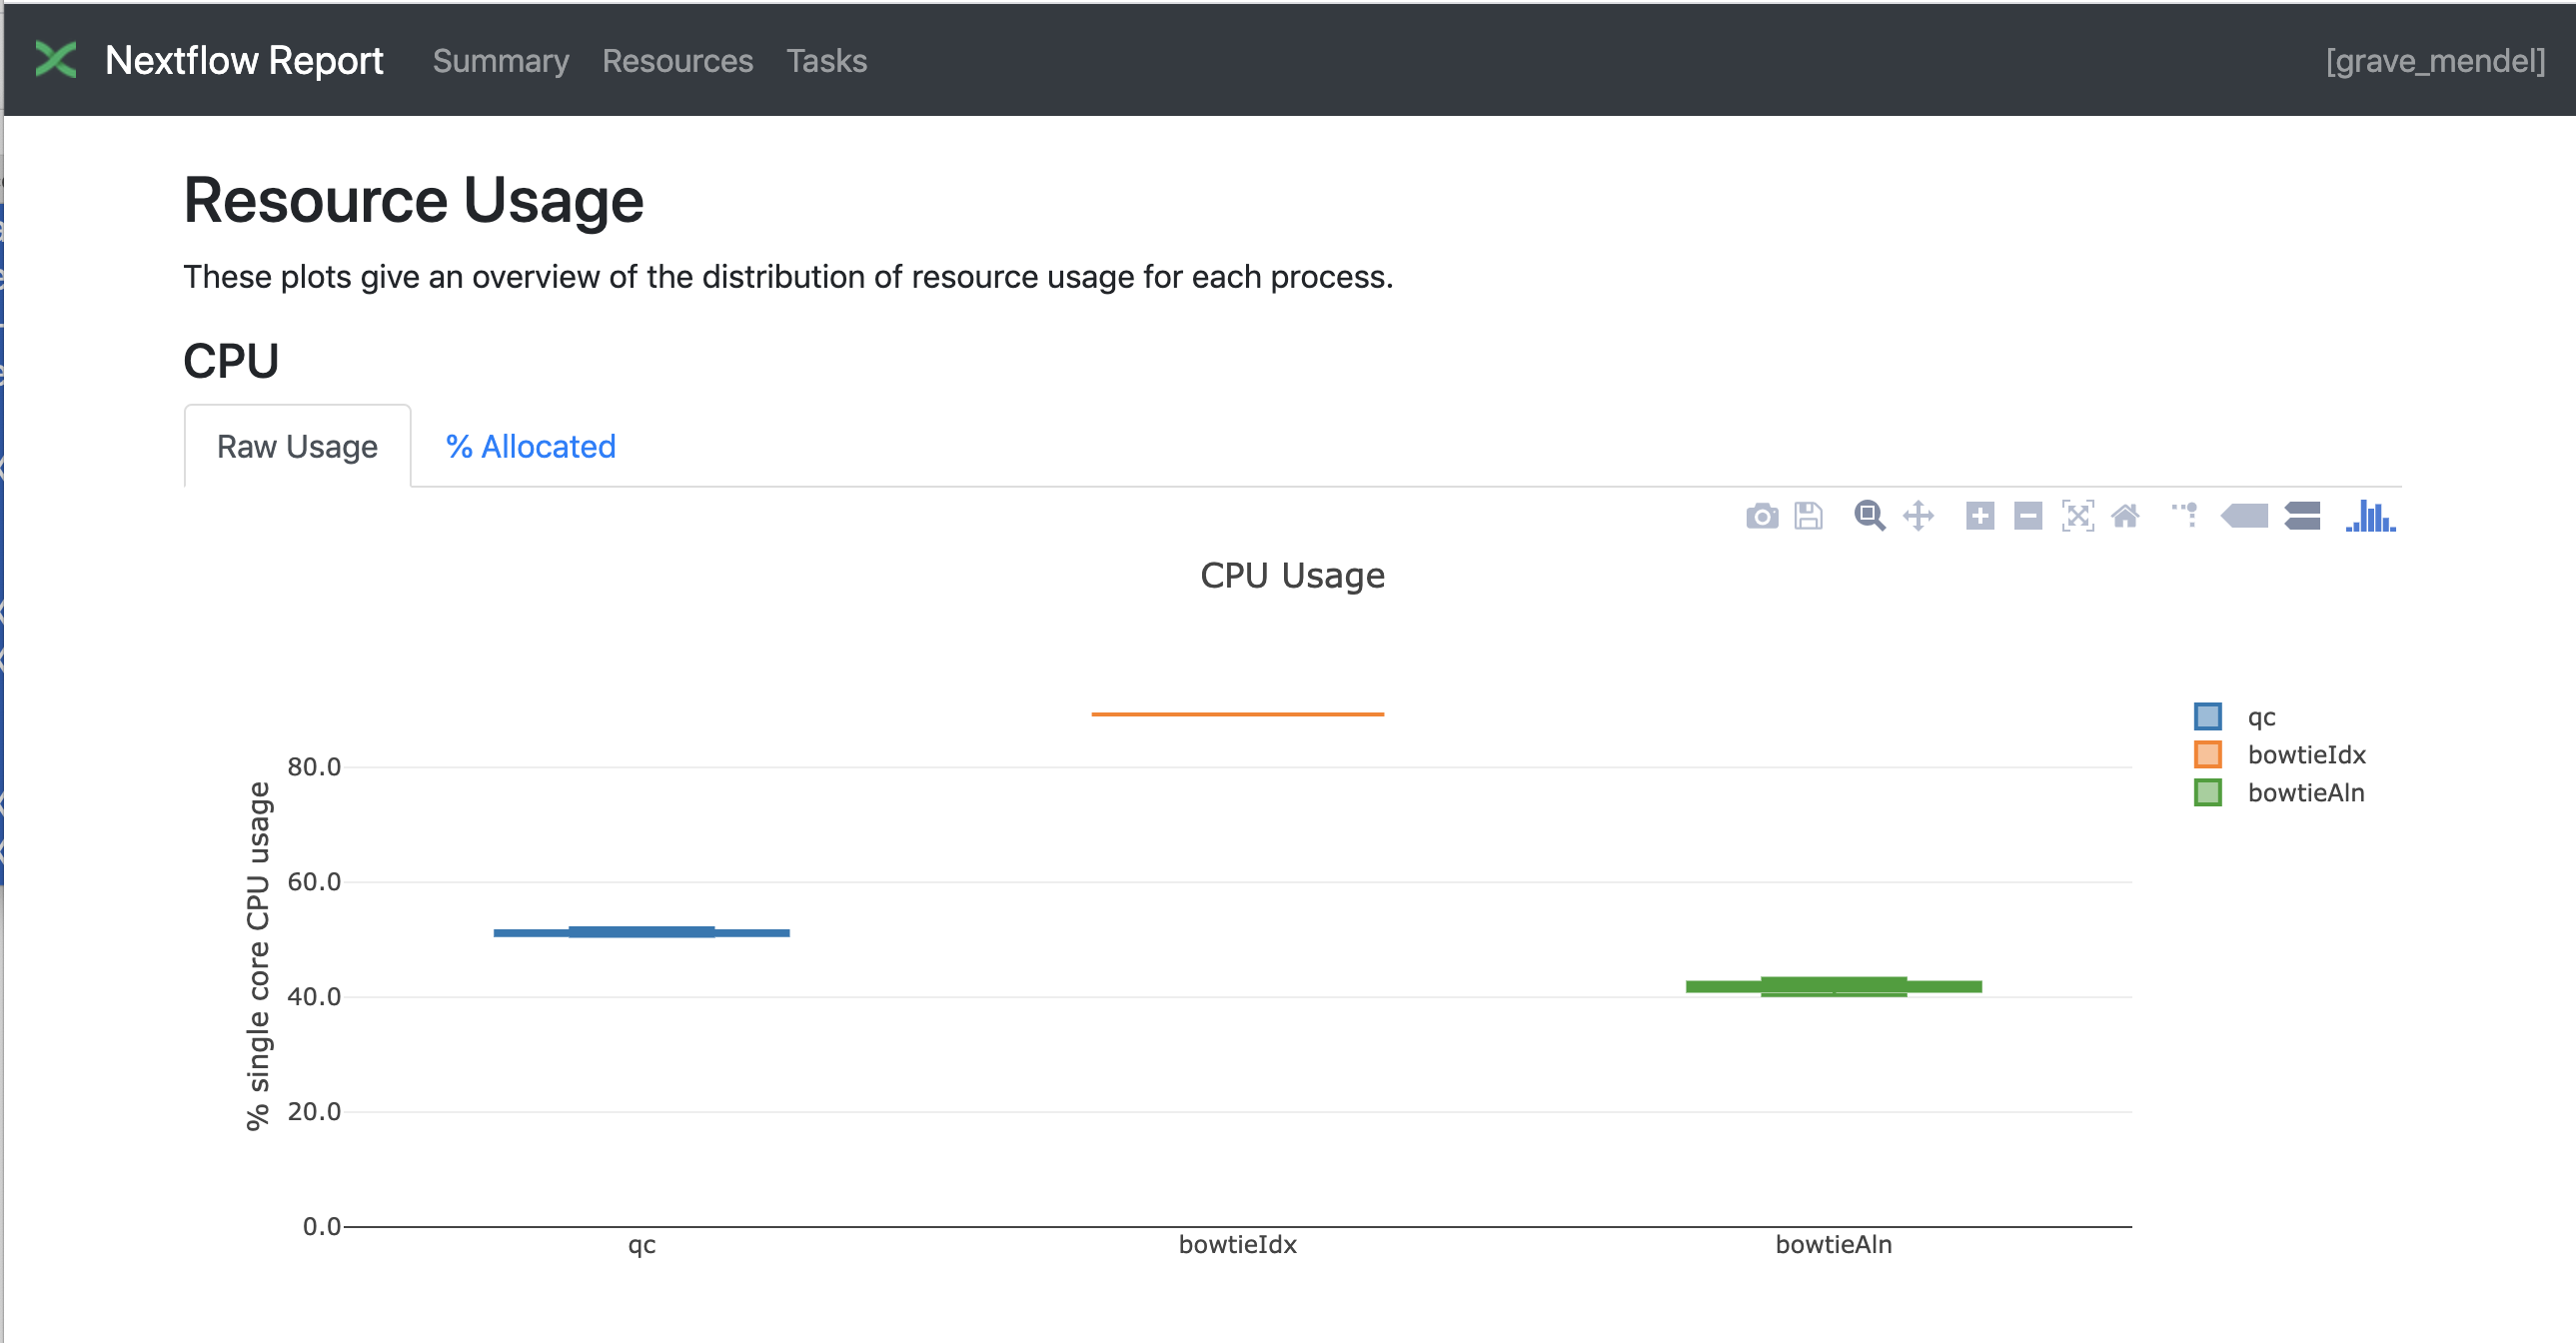 Nextflow Report Summary Resources Tasks [grave_mendel]
Resource Usage
These plots give an overview of the distribution of resource usage for each process.
CPU
Raw Usage % Allocated
CPU Usage
qc
bowtieIdx
bowtieAln
% single core CPU usage
80.0
60.0
40.0
20.0
0.0
qc bowtieIdx bowtieAln